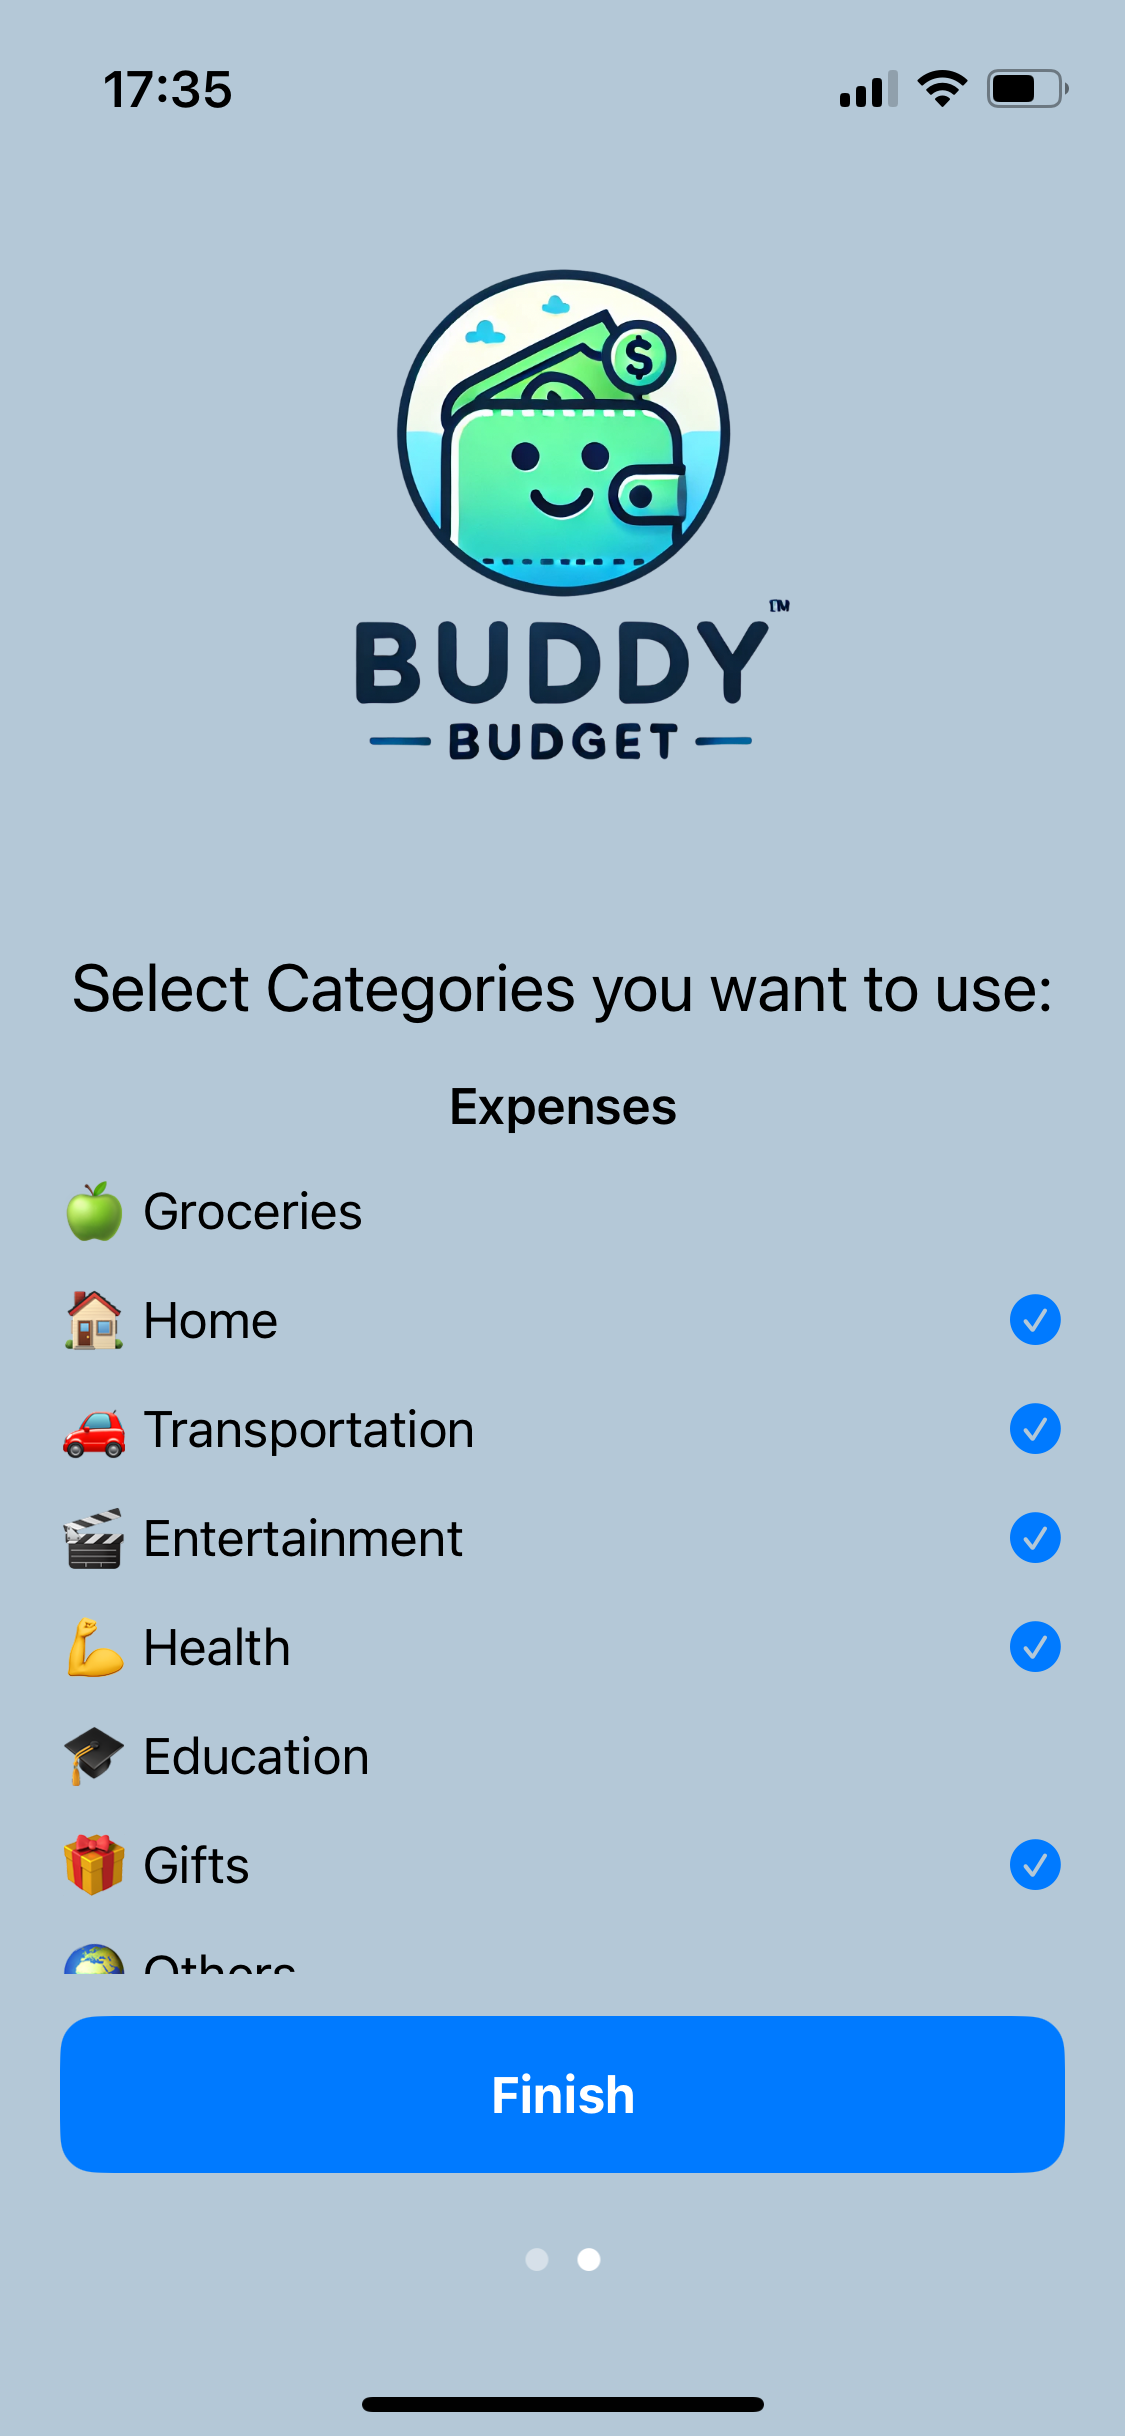 17:35
$
BUDDY™
BUDGET
Select Categories you want to use:
Expenses
Groceries
Home
Transportation
Entertainment
Health
Education
Gifts
Others
Finish